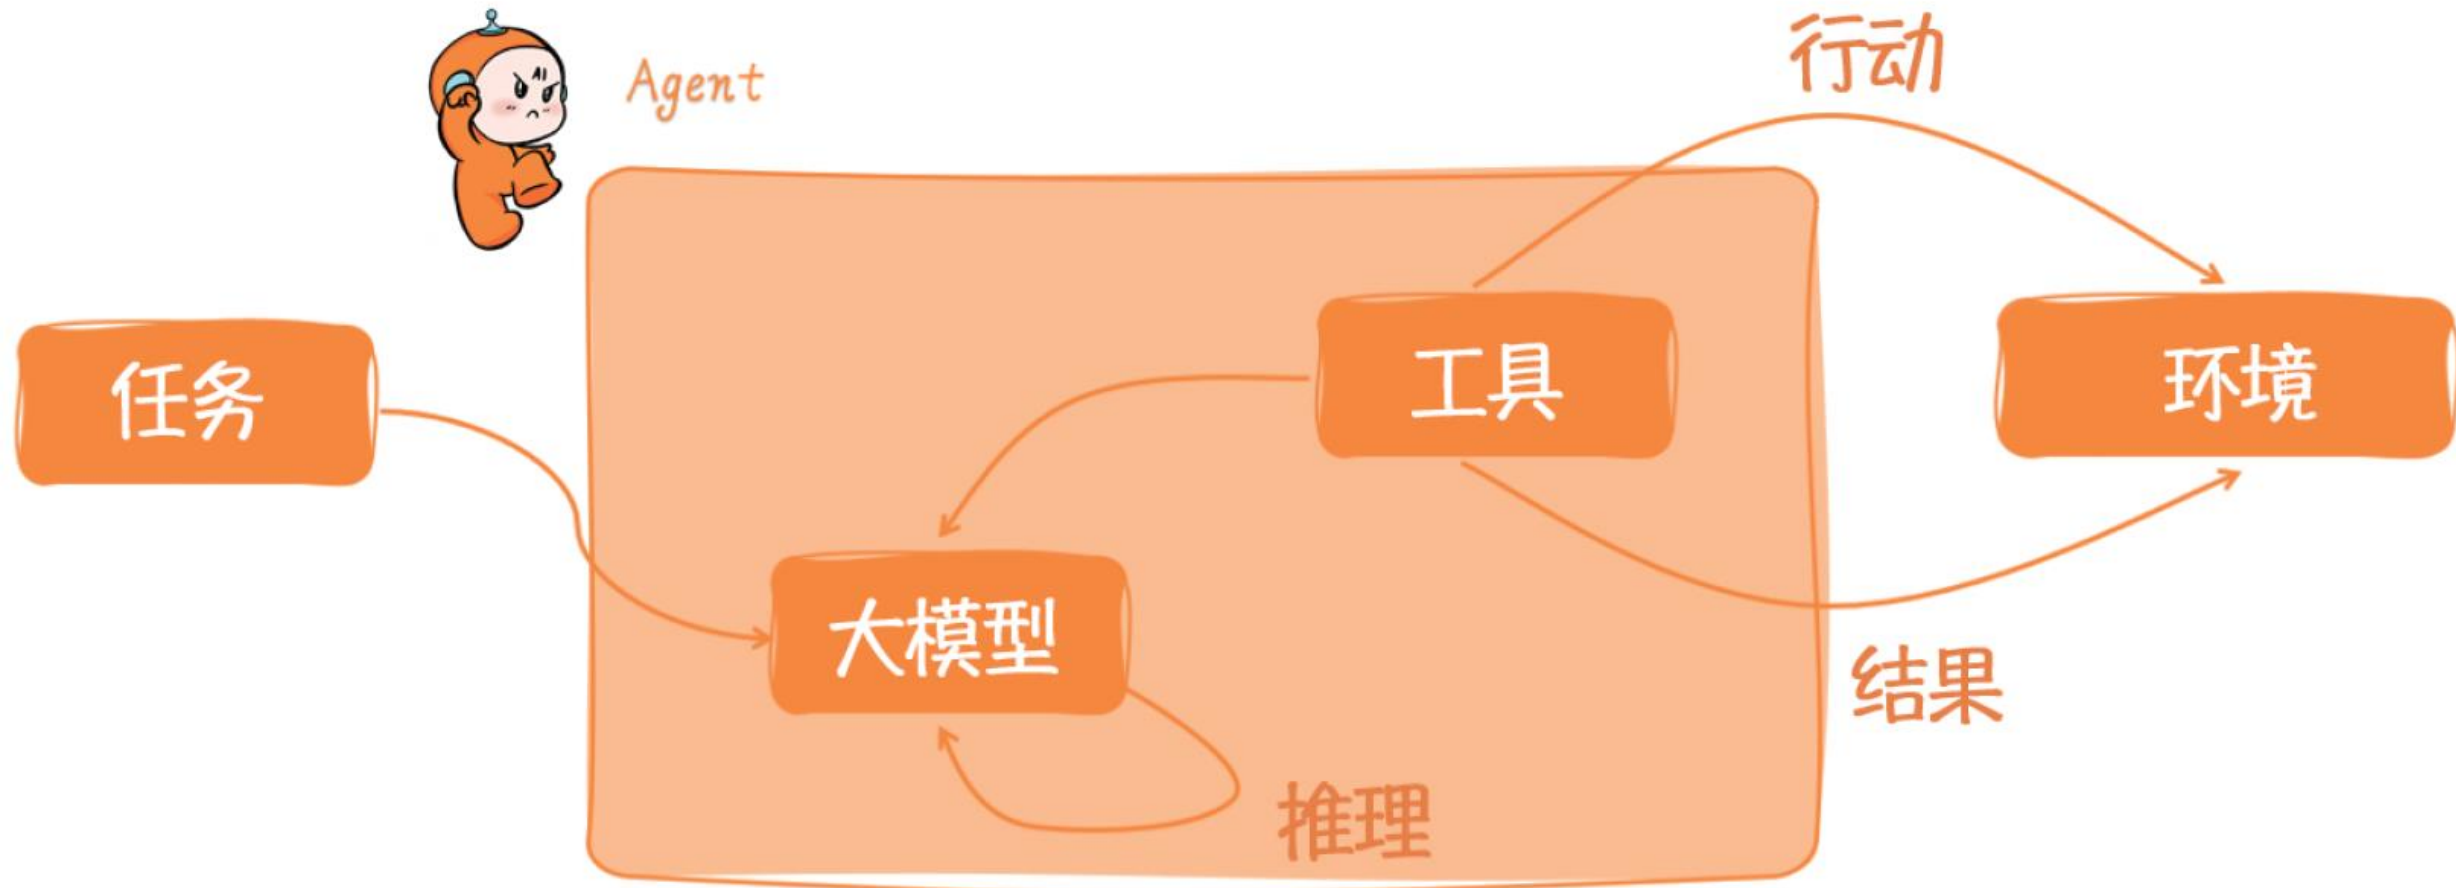 Agent
行动
任务
工具
环境
大模型
结果
推理